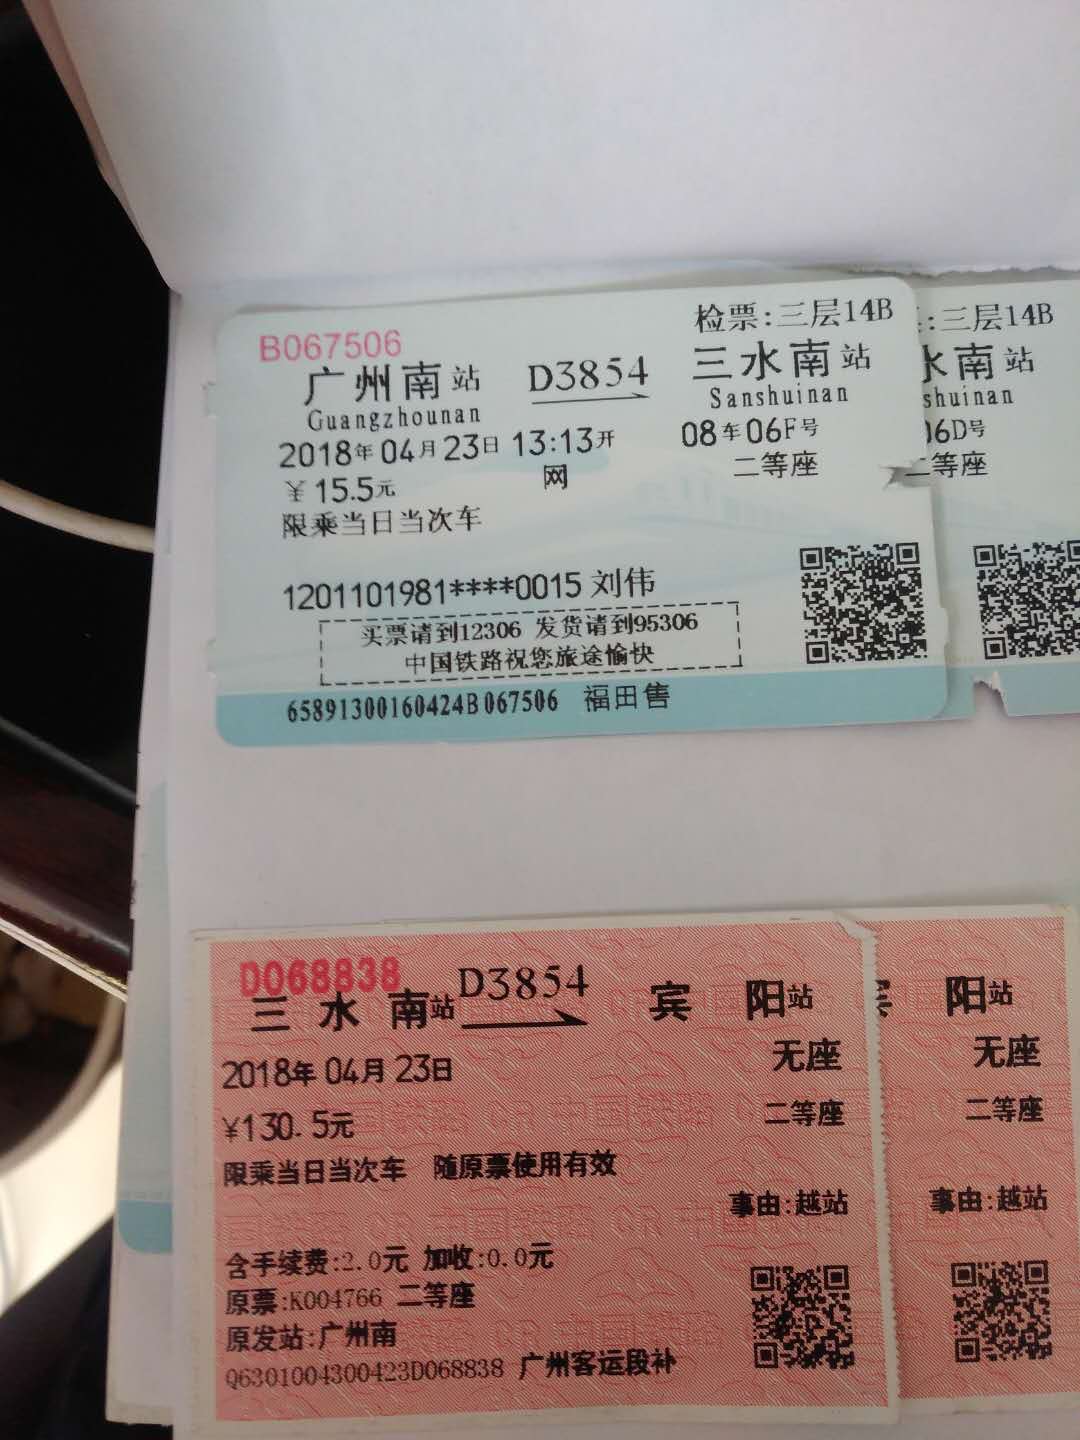 B067506
检票:三层14B
广州南站 D3854 三水南站
Guangzhounan Sanshuinan
2018年04月23日 13:13开 08车06F号
￥15.5元 网 二等座
限乘当日当次车
1201101981****0015 刘伟
买票请到12306 发货请到95306
中国铁路祝您旅途愉快
65891300160424B067506 福田售
:三层14B
水南站
shuinan
06D号
二等座
D068838
三水南站 D3854 宾阳站
2018年04月23日 无座
¥130.5元 二等座
限乘当日当次车 随原票使用有效
事由:越站
含手续费:2.0元 加收:0.0元
原票:K004766 二等座
原发站:广州南
Q6301004300423D068838 广州客运段补
阳站
无座
二等座
事由:越站